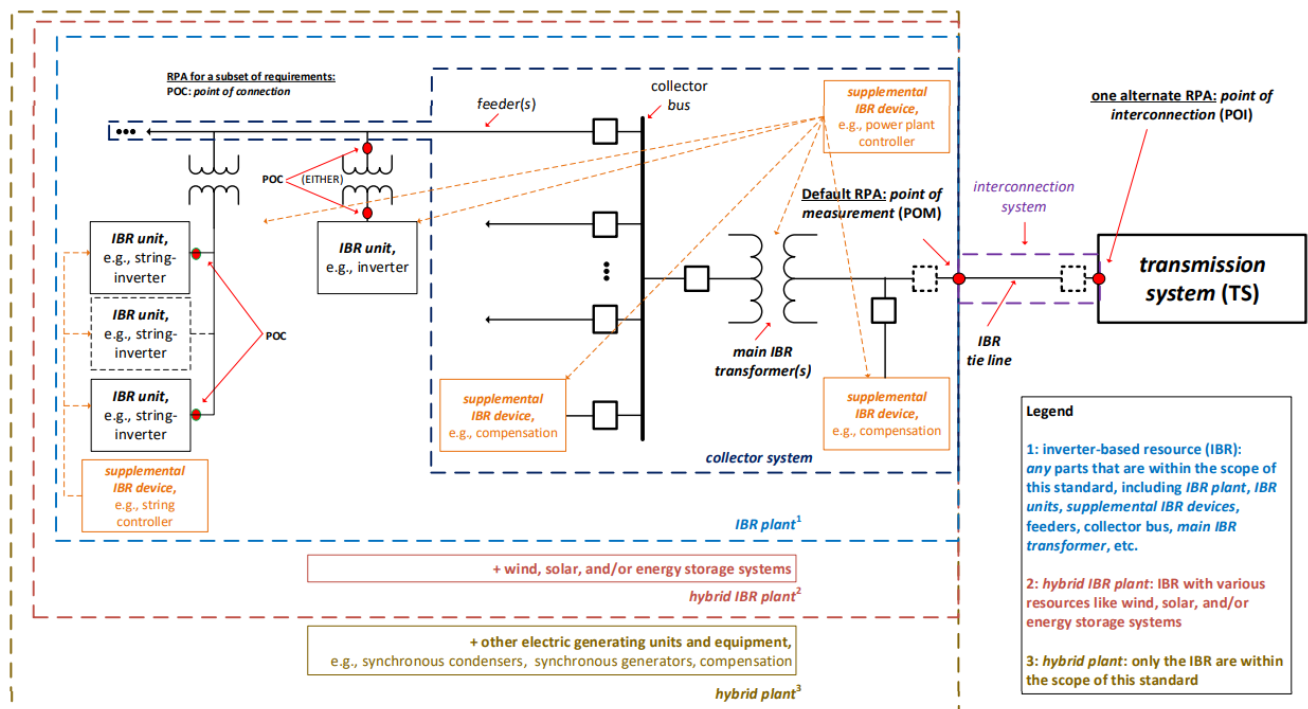 RPA for a subset of requirements:
POC: point of connection
feeder(s)
collector
bus
supplemental
IBR device,
e.g., power plant
controller
one alternate RPA: point of
interconnection (POI)
•••
POC
(EITHER)
Default RPA: point of
measurement (POM)
interconnection
system
IBR unit,
e.g., string-
inverter
IBR unit,
e.g., inverter
transmission
system (TS)
IBR unit,
e.g., string-
inverter
POC
main IBR
transformer(s)
IBR
tie line
IBR unit,
e.g., string-
inverter
supplemental
IBR device,
e.g., compensation
supplemental
IBR device,
e.g., compensation
collector system
supplemental
IBR device,
e.g., string
controller
IBR plant1
+ wind, solar, and/or energy storage systems
hybrid IBR plant2
+ other electric generating units and equipment,
e.g., synchronous condensers, synchronous generators, compensation
hybrid plant3
Legend
1: inverter-based resource (IBR):
any parts that are within the scope of
this standard, including IBR plant, IBR
units, supplemental IBR devices,
feeders, collector bus, main IBR
transformer, etc.
2: hybrid IBR plant: IBR with various
resources like wind, solar, and/or
energy storage systems
3: hybrid plant: only the IBR are within
the scope of this standard